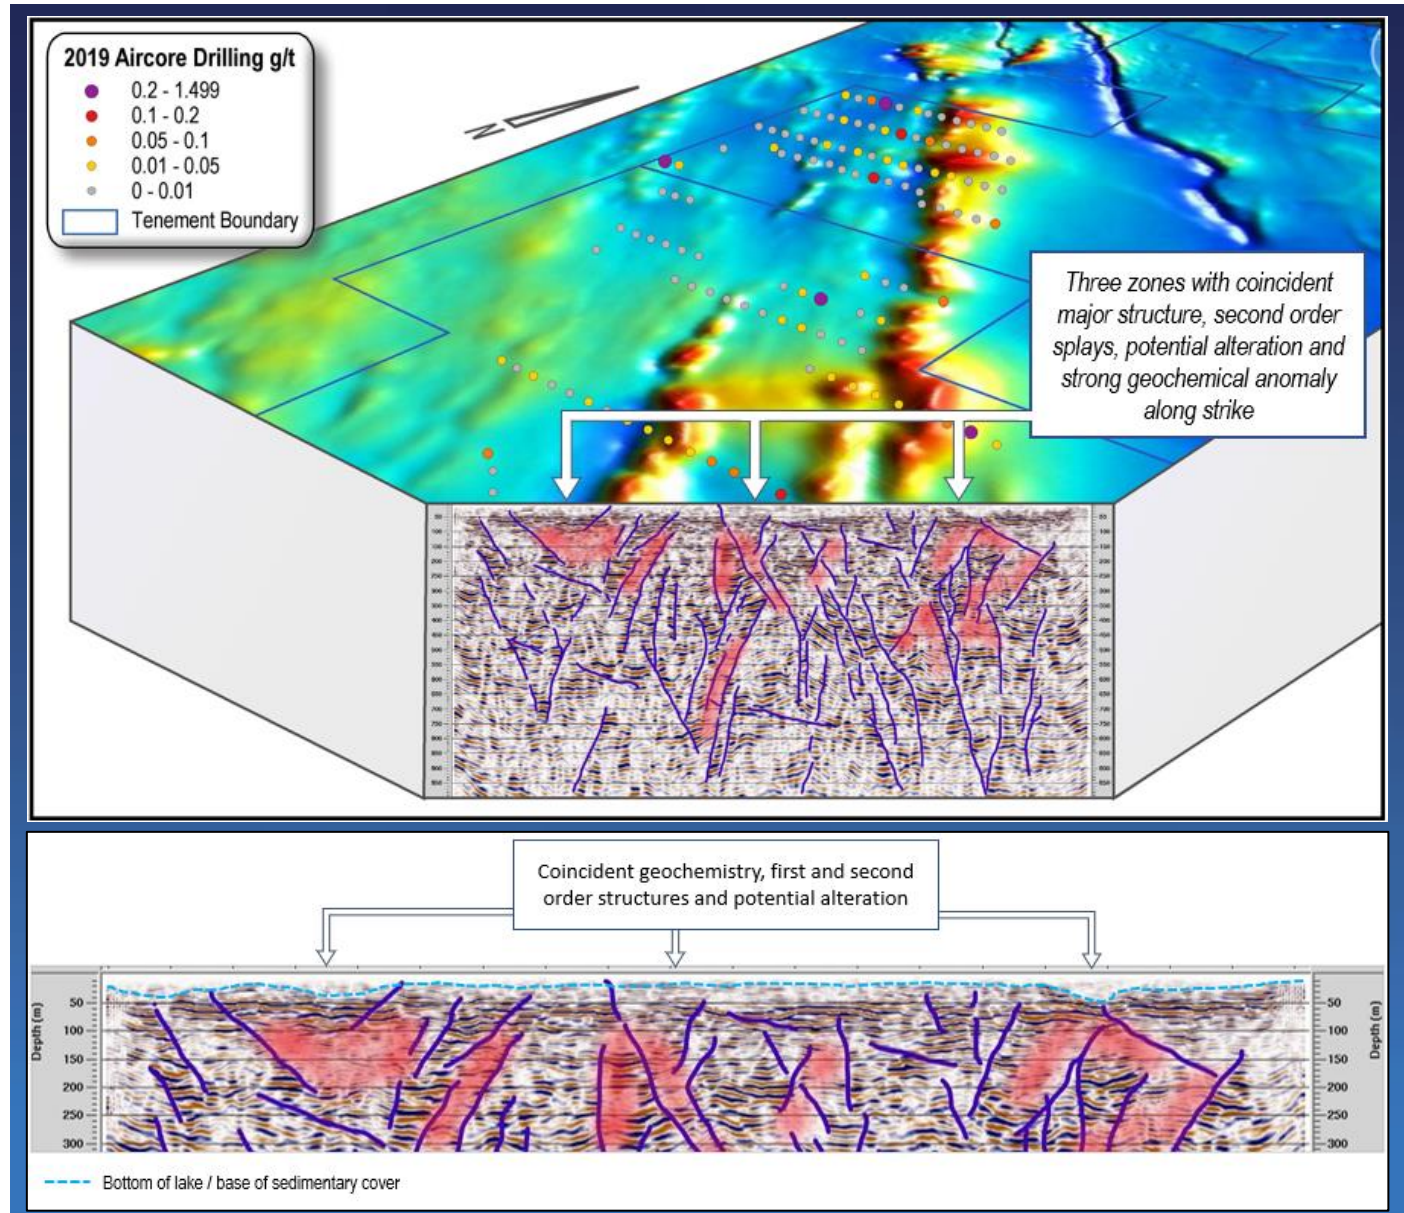 2019 Aircore Drilling g/t
0.2 - 1.499
0.1 - 0.2
0.05 - 0.1
0.01 - 0.05
0 - 0.01
Tenement Boundary
N
Three zones with coincident
major structure, second order
splays, potential alteration and
strong geochemical anomaly
along strike
Coincident geochemistry, first and second
order structures and potential alteration
Depth (m)
50
100
150
200
250
300
Depth (m)
50
100
150
200
250
300
Bottom of lake / base of sedimentary cover